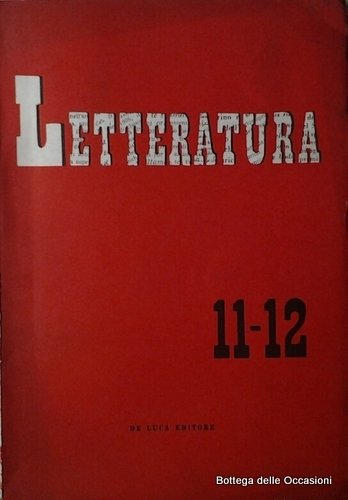 LETTERATURA
11-12
DE LUCA EDITORE
Bottega delle Occasioni